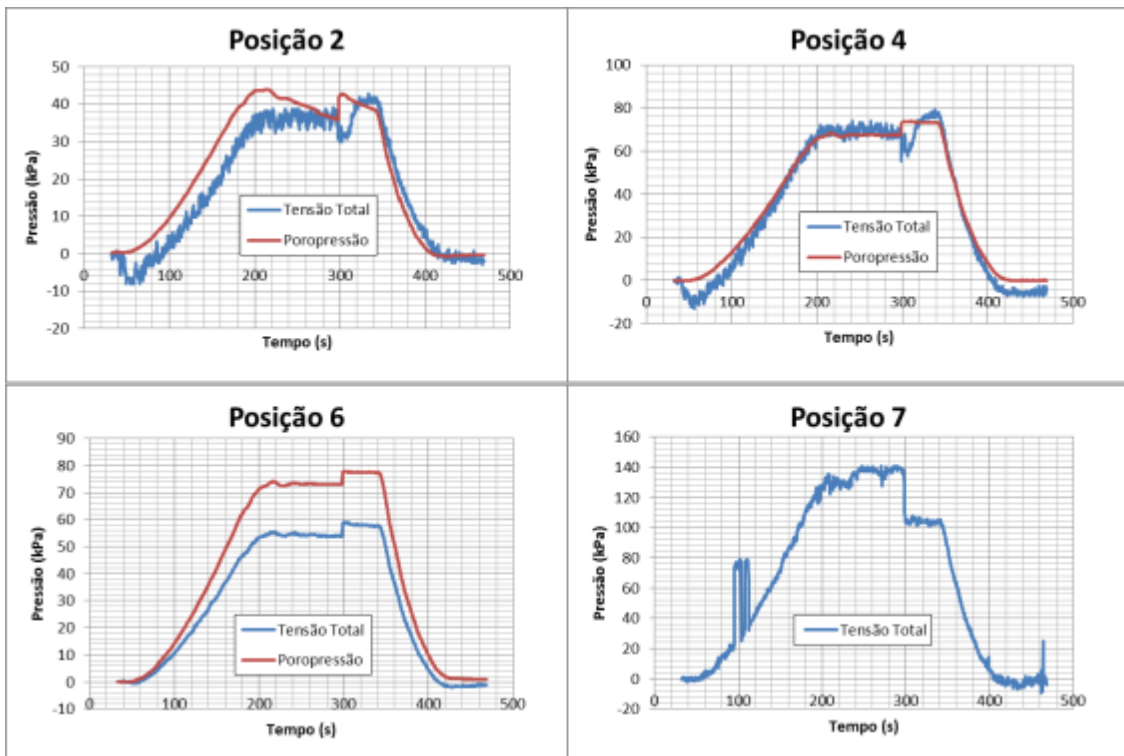 Posição 2
50
40
30
20
10
0
-10
-20
0 100 200 300 400 500
Pressão (kPa)
Tempo (s)
Tensão Total
Poropressão
Posição 4
100
80
60
40
20
0
-20
0 100 200 300 400 500
Pressão (kPa)
Tempo (s)
Tensão Total
Poropressão
Posição 6
90
80
70
60
50
40
30
20
10
0
-10
0 100 200 300 400 500
Pressão (kPa)
Tempo (s)
Tensão Total
Poropressão
Posição 7
160
140
120
100
80
60
40
20
0
-20
0 100 200 300 400 500
Pressão (kPa)
Tempo (s)
Tensão Total